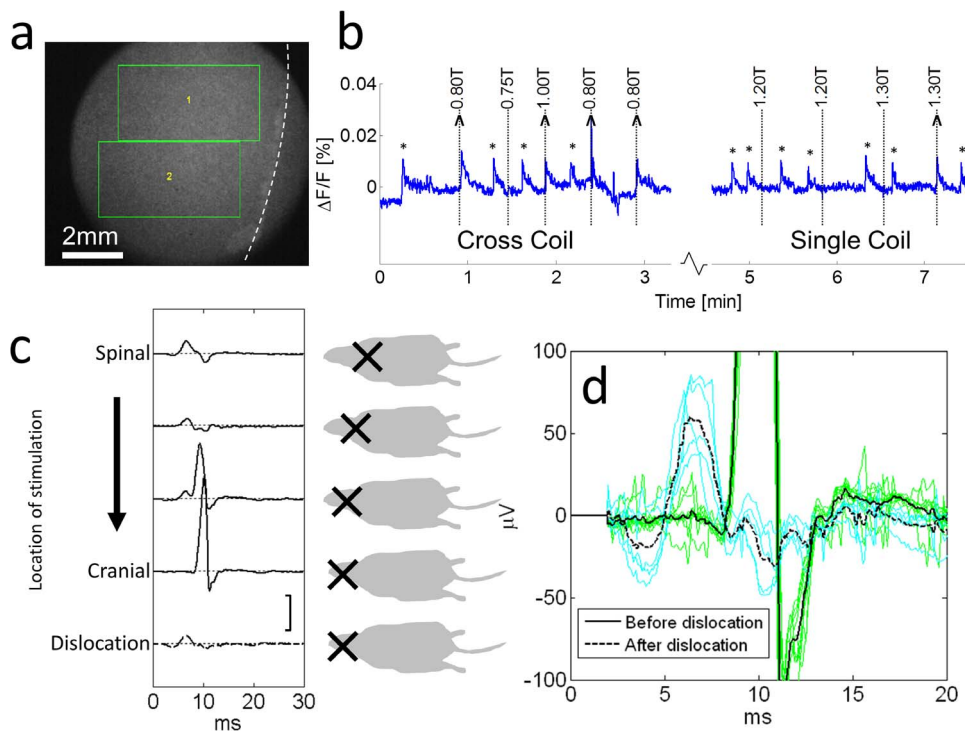 a
1
2
2mm
b
0.04
0.02
0
ΔF/F [%]
0.80T
0.75T
1.00T
0.80T
0.80T
1.20T
1.20T
1.30T
1.30T
* * * * * * * * * * *
Cross Coil
Single Coil
0 1 2 3 5 6 7
Time [min]
c
Location of stimulation
Spinal
Cranial
Dislocation
0 10 20 30
ms
d
100
50
0
-50
-100
μV
Before dislocation
After dislocation
0 5 10 15 20
ms